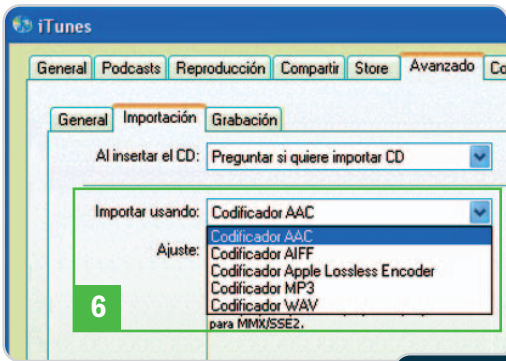 iTunes
General Podcasts Reproducción Compartir Store Avanzado Co
General Importación Grabación
Al insertar el CD: Preguntar si quiere importar CD
Importar usando: Codificador AAC
Ajuste: Codificador AAC
Codificador AIFF
Codificador Apple Lossless Encoder
Codificador MP3
Codificador WAV
para MMX/SSE2.
6